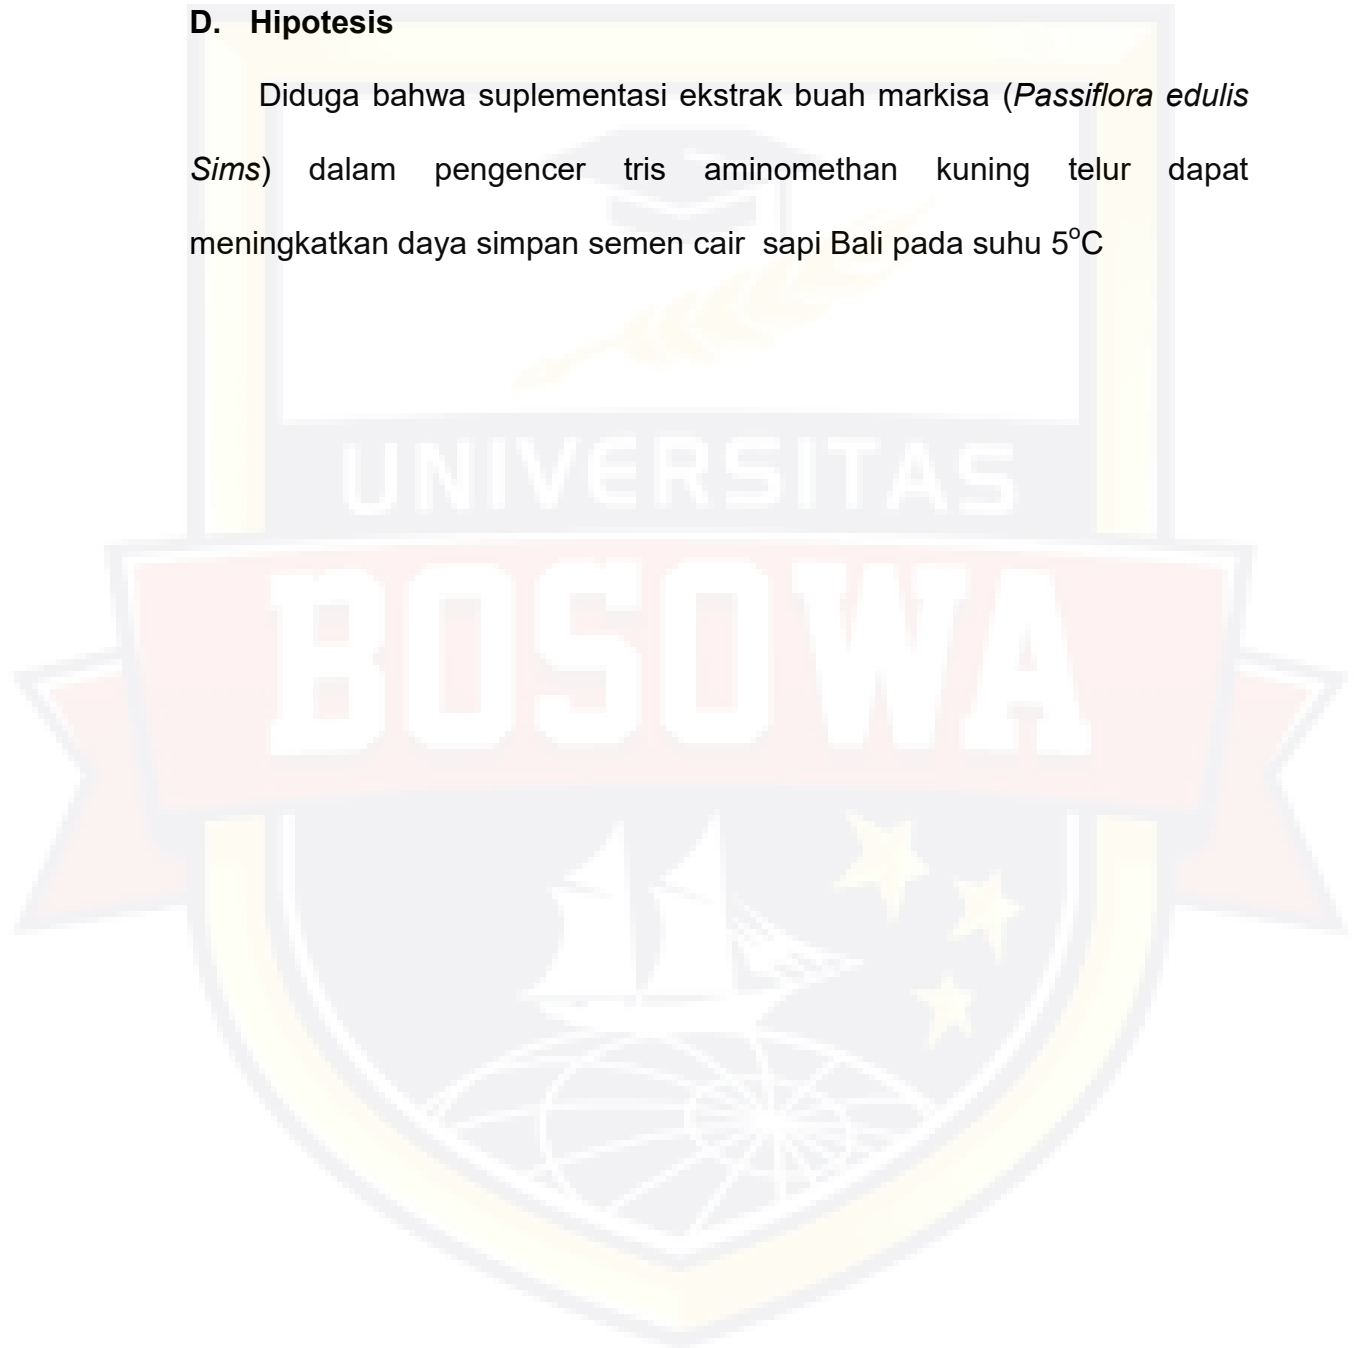 D. Hipotesis
Diduga bahwa suplementasi ekstrak buah markisa (Passiflora edulis
Sims) dalam pengencer tris aminomethan kuning telur dapat
meningkatkan daya simpan semen cair sapi Bali pada suhu 5°C
UNIVERSITAS
BOSOWA